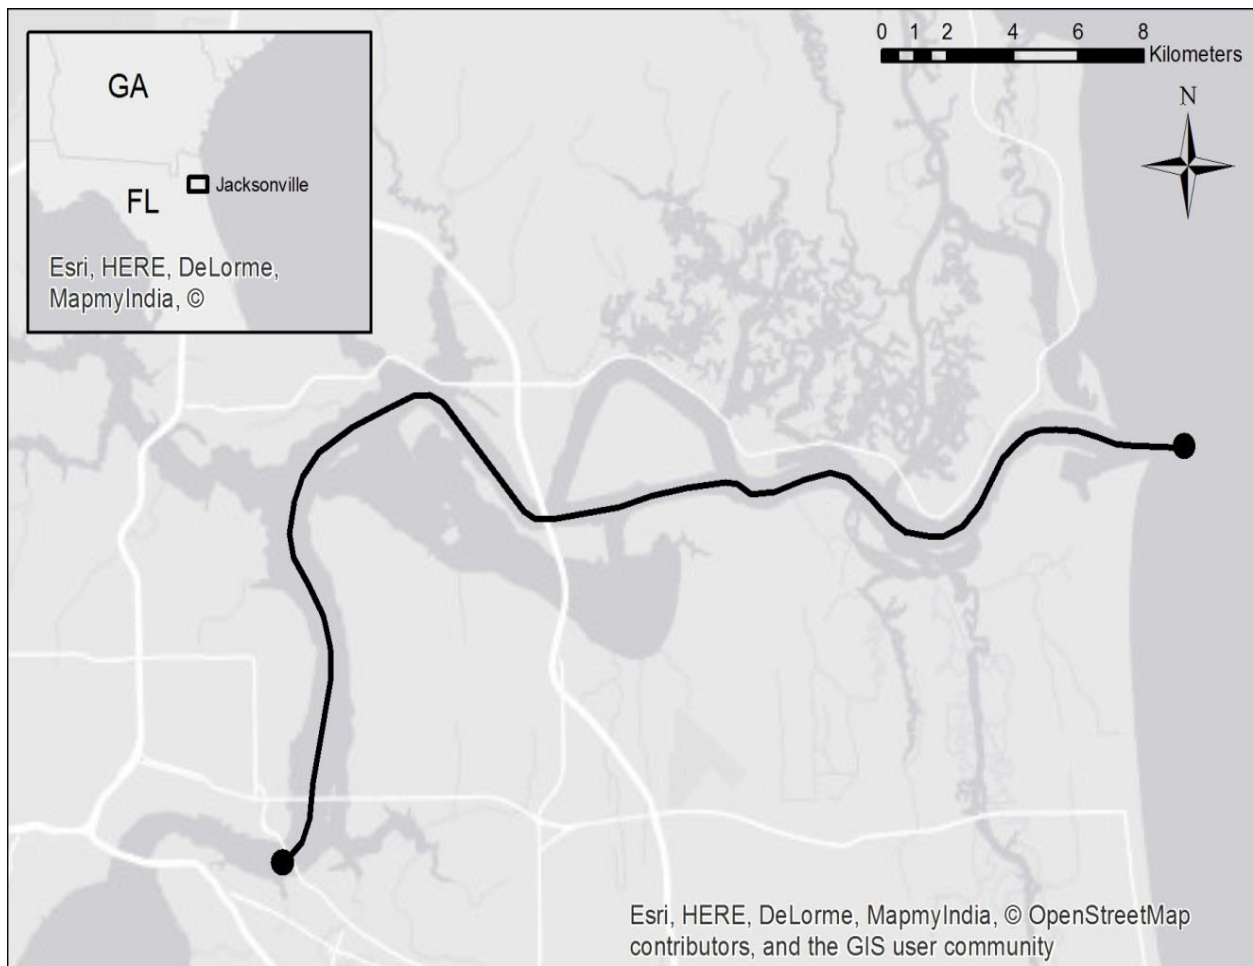 GA
FL
Jacksonville
Esri, HERE, DeLorme,
MapmyIndia, ©
0 1 2 4 6 8
Kilometers
N
Esri, HERE, DeLorme, MapmyIndia, © OpenStreetMap
contributors, and the GIS user community